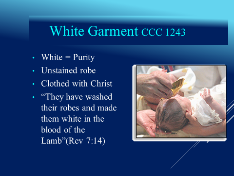 White Garment CCC 1243
• White = Purity
• Unstained robe
• Clothed with Christ
• “They have washed
their robes and made
them white in the
blood of the
Lamb”(Rev 7:14)